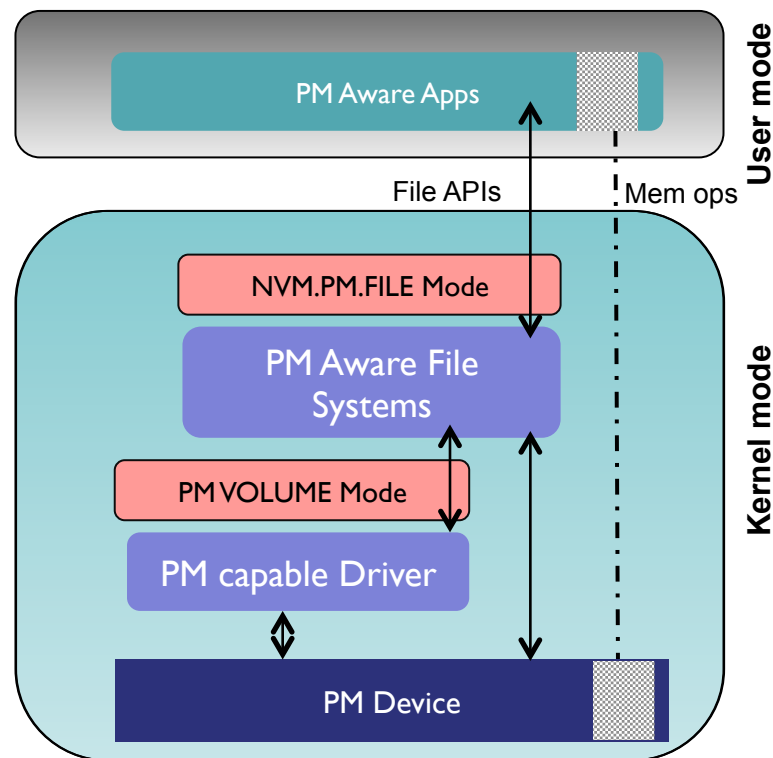 PM Aware Apps
User mode
File APIs
Mem ops
NVM.PM.FILE Mode
PM Aware File
Systems
Kernel mode
PM VOLUME Mode
PM capable Driver
PM Device